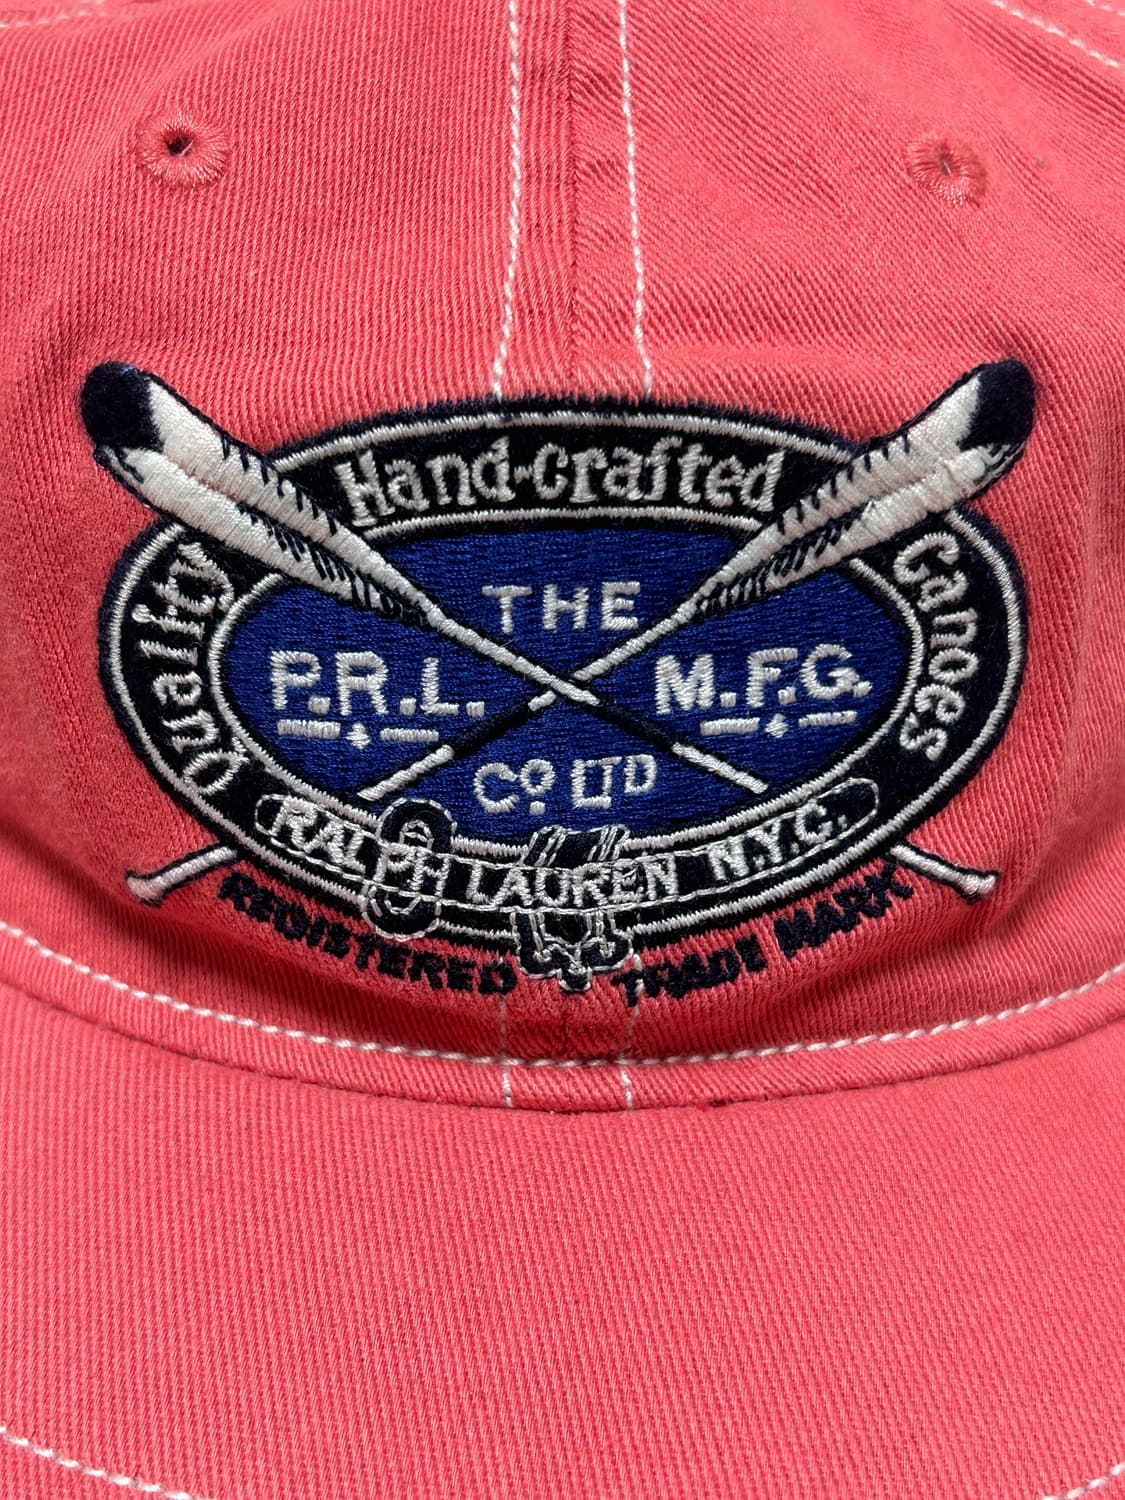 Quality Hand-crafted Canoes
THE
P.R.L. M.F.G.
Co LTD
RALPH LAUREN N.Y.C.
REGISTERED TRADE MARK